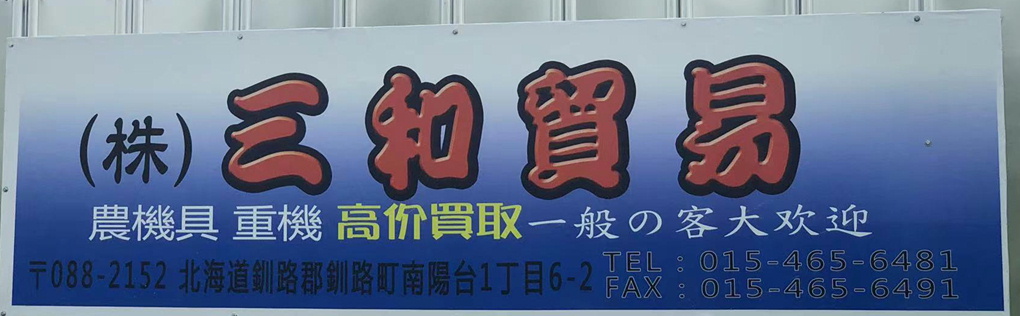 (株)三和貿易
農機具 重機 高价買取一般の客大欢迎
〒088-2152 北海道釧路郡釧路町南陽台1丁目6-2
TEL：015-465-6481
FAX：015-465-6491